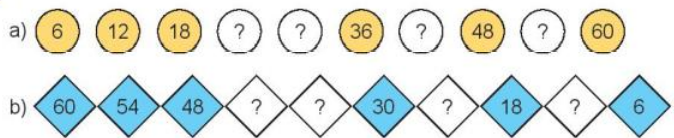 a) 6 12 18 ? ? 36 ? 48 ? 60
b) 60 54 48 ? ? 30 ? 18 ? 6